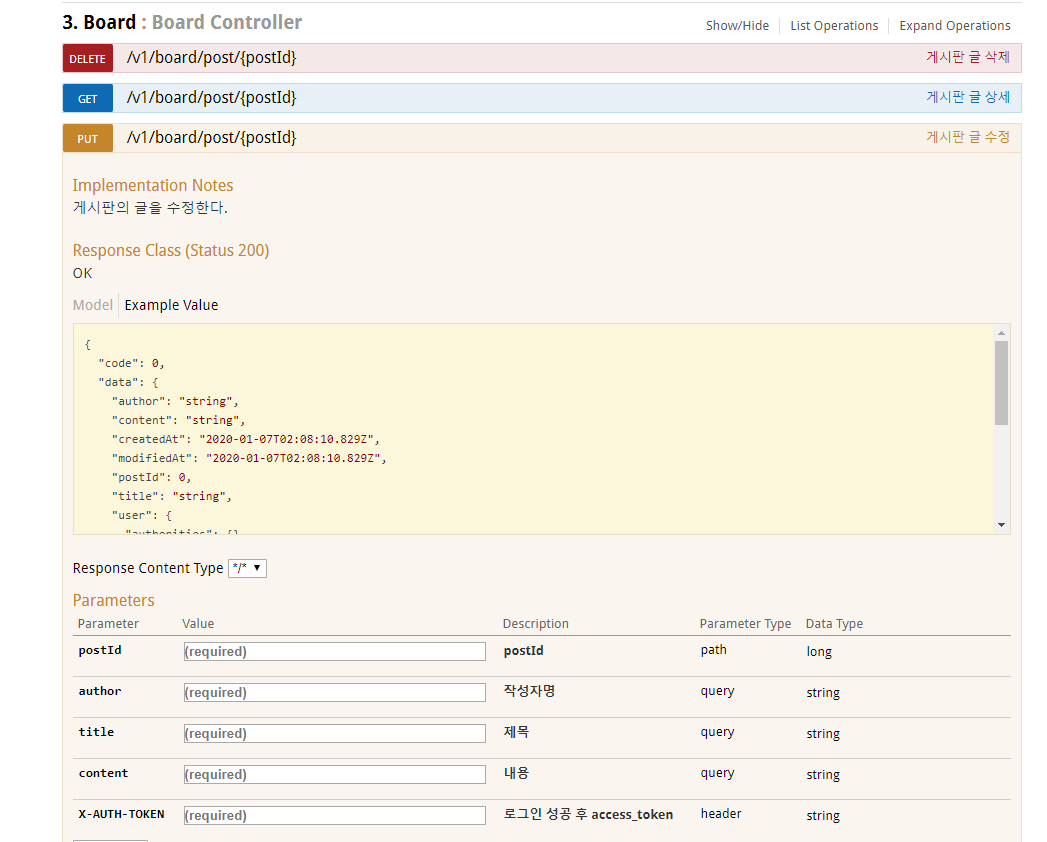 3. Board : Board Controller
Show/Hide List Operations Expand Operations
DELETE /v1/board/post/{postId} 게시판 글 삭제
GET /v1/board/post/{postId} 게시판 글 상세
PUT /v1/board/post/{postId} 게시판 글 수정
Implementation Notes
게시판의 글을 수정한다.
Response Class (Status 200)
OK
Model Example Value
{
"code": 0,
"data": {
"author": "string",
"content": "string",
"createdAt": "2020-01-07T02:08:10.829Z",
"modifiedAt": "2020-01-07T02:08:10.829Z",
"postId": 0,
"title": "string",
"user": {
"authorities": {}
Response Content Type */*
Parameters
Parameter Value Description Parameter Type Data Type
postId (required) postId path long
author (required) 작성자명 query string
title (required) 제목 query string
content (required) 내용 query string
X-AUTH-TOKEN (required) 로그인 성공 후 access_token header string